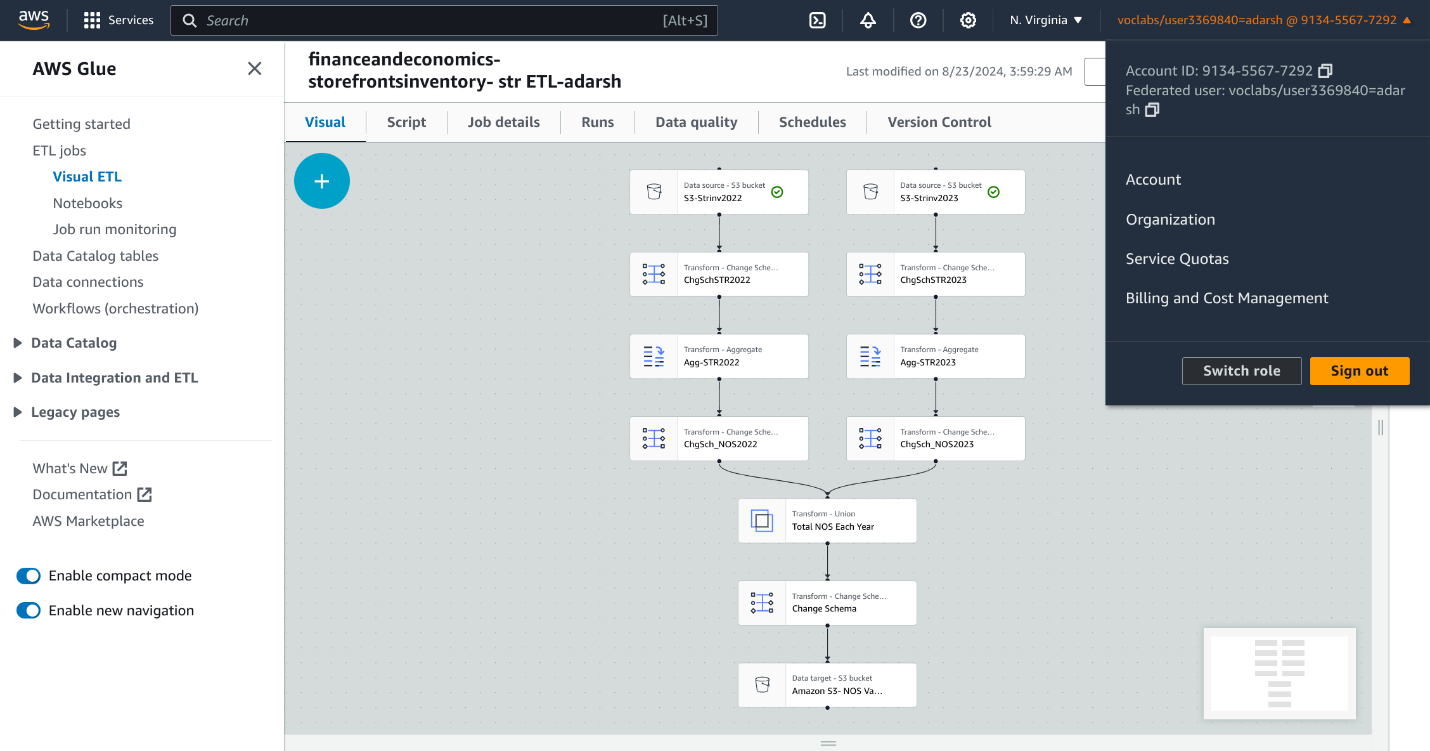 aws
Services
Search
[Alt+S]
N. Virginia
voclabs/user3369840=adarsh @ 9134-5567-7292
Account ID: 9134-5567-7292
Federated user: voclabs/user3369840=adar
sh
Account
Organization
Service Quotas
Billing and Cost Management
Switch role
Sign out
AWS Glue
Getting started
ETL jobs
Visual ETL
Notebooks
Job run monitoring
Data Catalog tables
Data connections
Workflows (orchestration)
Data Catalog
Data Integration and ETL
Legacy pages
What's New
Documentation
AWS Marketplace
Enable compact mode
Enable new navigation
financeandeconomics-
storefrontsinventory- str ETL-adarsh
Last modified on 8/23/2024, 3:59:29 AM
Visual
Script
Job details
Runs
Data quality
Schedules
Version Control
Data source - S3 bucket
S3-Strinv2022
Data source - S3 bucket
S3-Strinv2023
Transform - Change Sche...
ChgSchSTR2022
Transform - Change Sche...
ChgSchSTR2023
Transform - Aggregate
Agg-STR2022
Transform - Aggregate
Agg-STR2023
Transform - Change Sche...
ChgSch_NOS2022
Transform - Change Sche...
ChgSch_NOS2023
Transform - Union
Total NOS Each Year
Transform - Change Sche...
Change Schema
Data target - S3 bucket
Amazon S3- NOS Va...